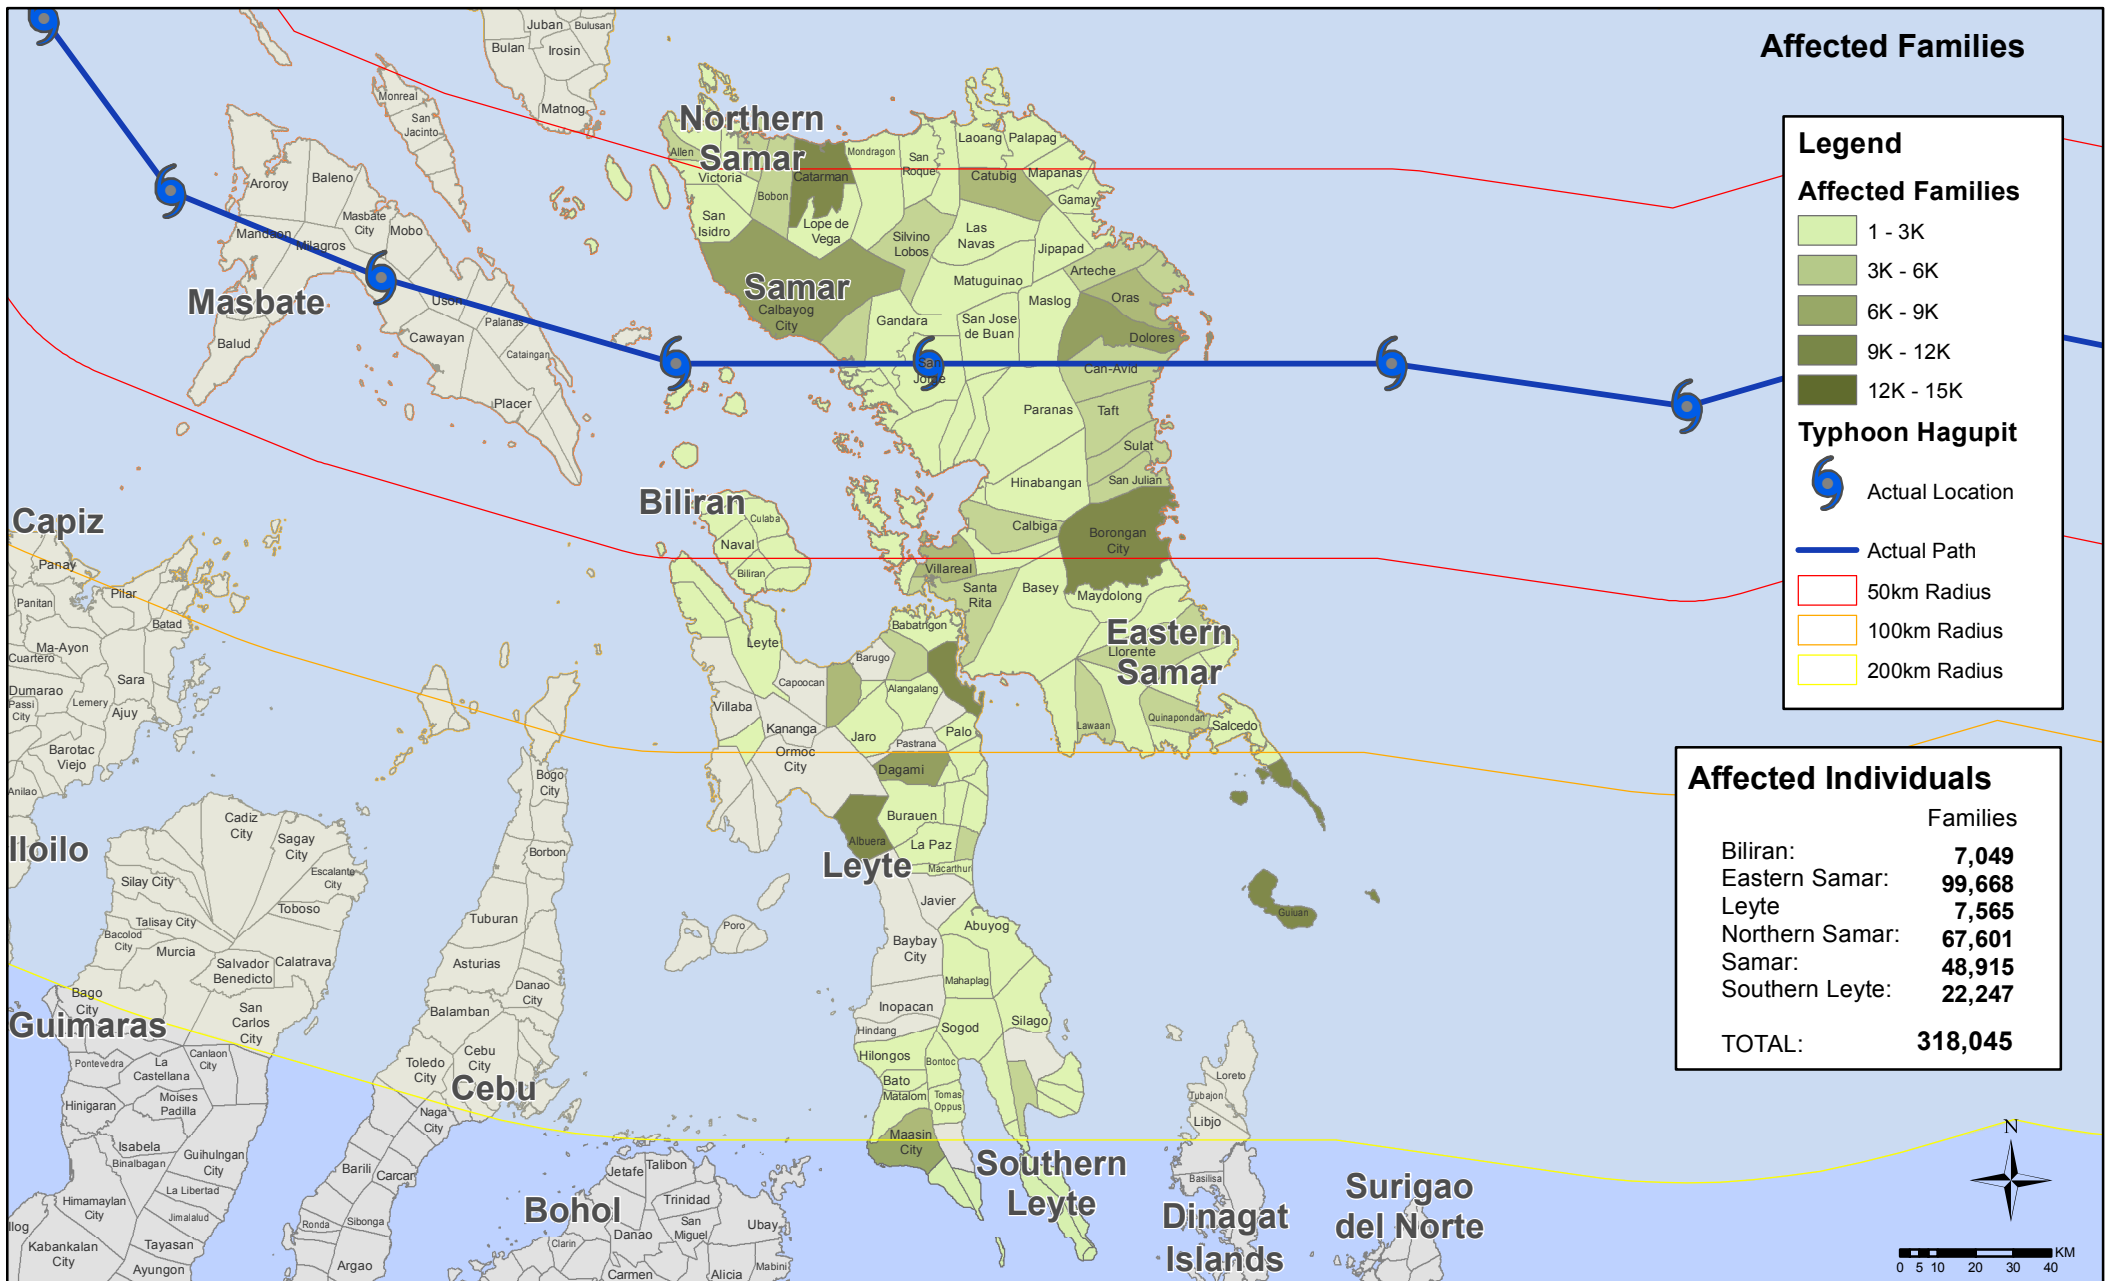 Affected Families
Legend
Affected Families
1 - 3K
3K - 6K
6K - 9K
9K - 12K
12K - 15K
Typhoon Hagupit
Actual Location
Actual Path
50km Radius
100km Radius
200km Radius
Affected Individuals
Families
Biliran: 7,049
Eastern Samar: 99,668
Leyte 7,565
Northern Samar: 67,601
Samar: 48,915
Southern Leyte: 22,247
TOTAL: 318,045
N
KM
0 5 10 20 30 40
Juban
Bulusan
Bulan
Irosin
Matnog
Monreal
San
Jacinto
Aroroy
Baleno
Masbate
City
Mobo
Mandaon
Milagros
Masbate
Uson
Palanas
Cawayan
Cataingan
Balud
Placer
Northern
Samar
Allen
Victoria
Bobon
Catarman
Mondragon
San
Roque
Laoang
Palapag
Catubig
Mapanas
Gamay
San
Isidro
Lope de
Vega
Silvino
Lobos
Las
Navas
Jipapad
Arteche
Samar
Calbayog
City
Matuguinao
Maslog
Oras
Gandara
San Jose
de Buan
Dolores
San
Jorge
Can-Avid
Paranas
Taft
Sulat
San Julian
Hinabangan
Calbiga
Borongan
City
Villareal
Santa
Rita
Basey
Maydolong
Eastern
Samar
Llorente
Lawaan
Quinapondan
Salcedo
Guiuan
Biliran
Culaba
Naval
Biliran
Leyte
Babatngon
Barugo
Capoocan
Alangalang
Villaba
Kananga
Jaro
Palo
Pastrana
Ormoc
City
Dagami
Burauen
Albuera
La Paz
Leyte
Macarthur
Javier
Abuyog
Baybay
City
Mahaplag
Inopacan
Hindang
Sogod
Silago
Hilongos
Bontoc
Bato
Matalom
Tomas
Oppus
Maasin
City
Southern
Leyte
Capiz
Panay
Panitan
Pilar
Batad
Ma-Ayon
Cuartero
Sara
Dumarao
Passi
City
Lemery
Ajuy
Barotac
Viejo
Anilao
Iloilo
Cadiz
City
Sagay
City
Escalante
City
Silay City
Toboso
Talisay City
Bacolod
City
Murcia
Salvador
Benedicto
Calatrava
Bago
City
San
Carlos
City
Guimaras
Pontevedra
La
Castellana
Canlaon
City
Hinigaran
Moises
Padilla
Isabela
Binalbagan
Guihulngan
City
La Libertad
Himamaylan
City
Jimalalud
Ilog
Kabankalan
City
Tayasan
Ayungon
Bogo
City
Borbon
Tuburan
Poro
Asturias
Danao
City
Balamban
Toledo
City
Cebu
City
Cebu
Naga
City
Barili
Carcar
Ronda
Sibonga
Argao
Bohol
Jetafe
Talibon
Trinidad
San
Miguel
Ubay
Danao
Clarin
Carmen
Alicia
Mabini
Loreto
Tubajon
Libjo
Basilisa
Dinagat
Islands
Surigao
del Norte